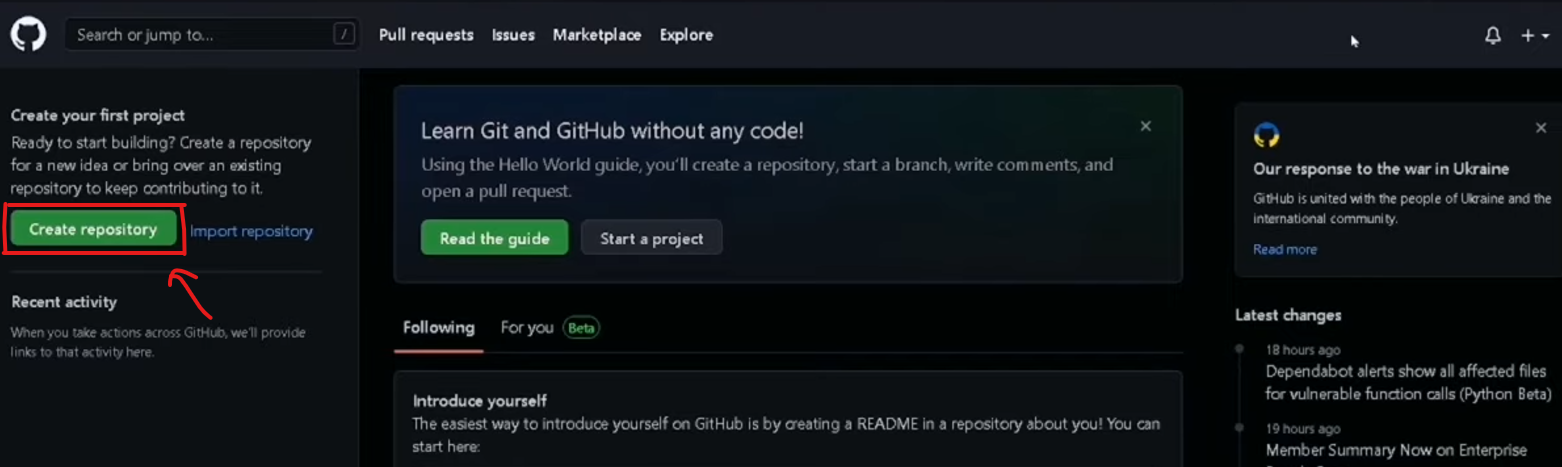 Search or jump to...
/
Pull requests
Issues
Marketplace
Explore
Create your first project
Ready to start building? Create a repository
for a new idea or bring over an existing
repository to keep contributing to it.
Create repository
Import repository
Recent activity
When you take actions across GitHub, we'll provide
links to that activity here.
Learn Git and GitHub without any code!
Using the Hello World guide, you'll create a repository, start a branch, write comments, and
open a pull request.
Read the guide
Start a project
Following
For you
Beta
Introduce yourself
The easiest way to introduce yourself on GitHub is by creating a README in a repository about you! You can
start here:
Our response to the war in Ukraine
GitHub is united with the people of Ukraine and the
international community.
Read more
Latest changes
18 hours ago
Dependabot alerts show all affected files
for vulnerable function calls (Python Beta)
19 hours ago
Member Summary Now on Enterprise